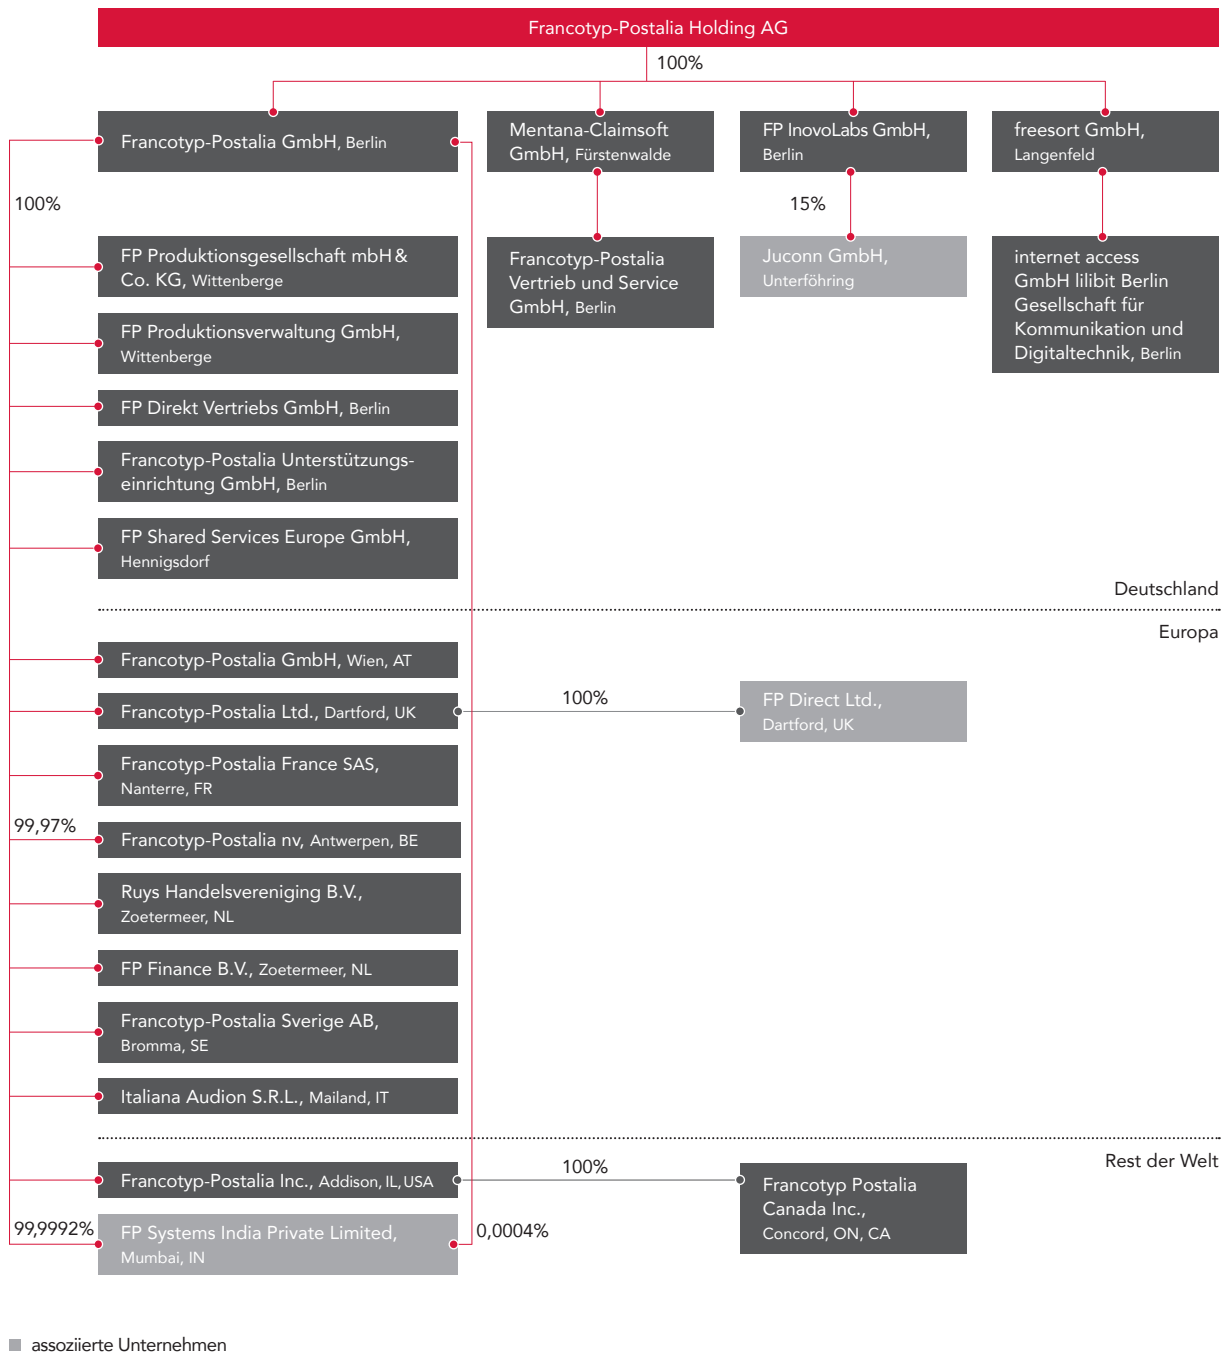 Francotyp-Postalia Holding AG
100%
Francotyp-Postalia GmbH, Berlin
Mentana-Claimsoft
GmbH, Fürstenwalde
FP InovoLabs GmbH,
Berlin
freesort GmbH,
Langenfeld
100%
15%
FP Produktionsgesellschaft mbH &
Co. KG, Wittenberge
Francotyp-Postalia
Vertrieb und Service
GmbH, Berlin
Juconn GmbH,
Unterföhring
internet access
GmbH lilibit Berlin
Gesellschaft für
Kommunikation und
Digitaltechnik, Berlin
FP Produktionsverwaltung GmbH,
Wittenberge
FP Direkt Vertriebs GmbH, Berlin
Francotyp-Postalia Unterstützungs-
einrichtung GmbH, Berlin
FP Shared Services Europe GmbH,
Hennigsdorf
Deutschland
Europa
Francotyp-Postalia GmbH, Wien, AT
Francotyp-Postalia Ltd., Dartford, UK
100%
FP Direct Ltd.,
Dartford, UK
Francotyp-Postalia France SAS,
Nanterre, FR
99,97%
Francotyp-Postalia nv, Antwerpen, BE
Ruys Handelsvereniging B.V.,
Zoetermeer, NL
FP Finance B.V., Zoetermeer, NL
Francotyp-Postalia Sverige AB,
Bromma, SE
Italiana Audion S.R.L., Mailand, IT
Rest der Welt
Francotyp-Postalia Inc., Addison, IL, USA
100%
Francotyp Postalia
Canada Inc.,
Concord, ON, CA
99,9992%
FP Systems India Private Limited,
Mumbai, IN
0,0004%
assoziierte Unternehmen